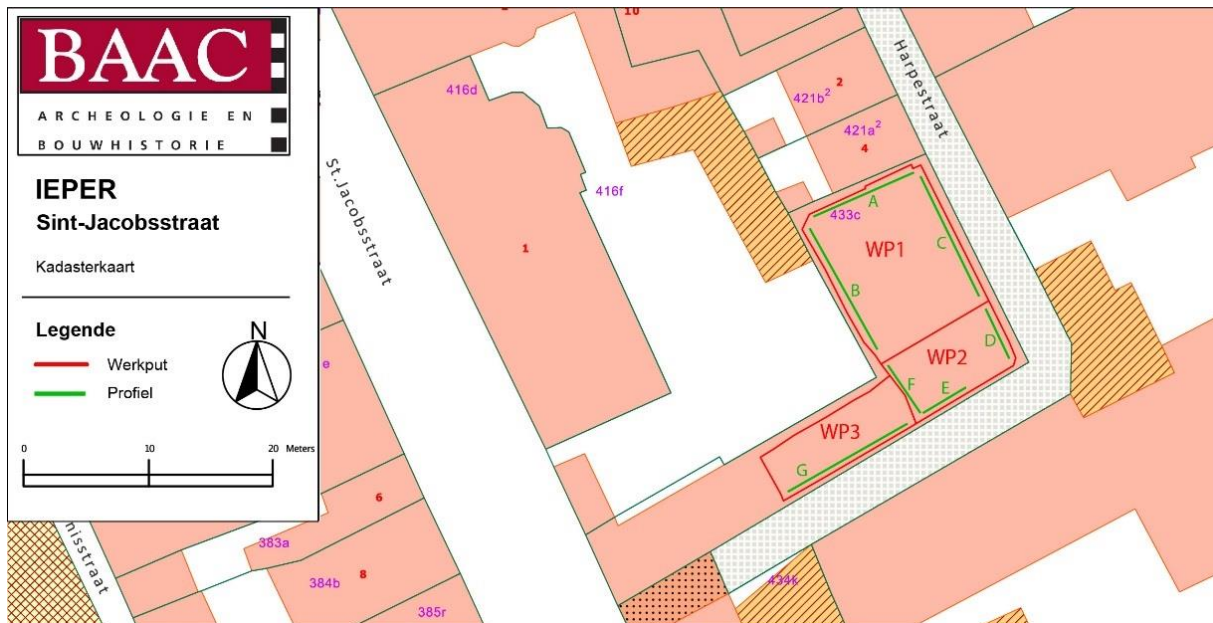 BAAC
ARCHEOLOGIE EN
BOUWHISTORIE
IEPER
Sint-Jacobsstraat
Kadasterkaart
Legende
Werkput
Profiel
N
0 10 20 Meters
10
416d
416f
St.Jacobsstraat
1
Harpestraat
2
421b²
421a²
4
433c
A
WP1
B
C
WP2
D
E
F
WP3
G
e
6
383a
384b
8
385r
434k
nisstraat